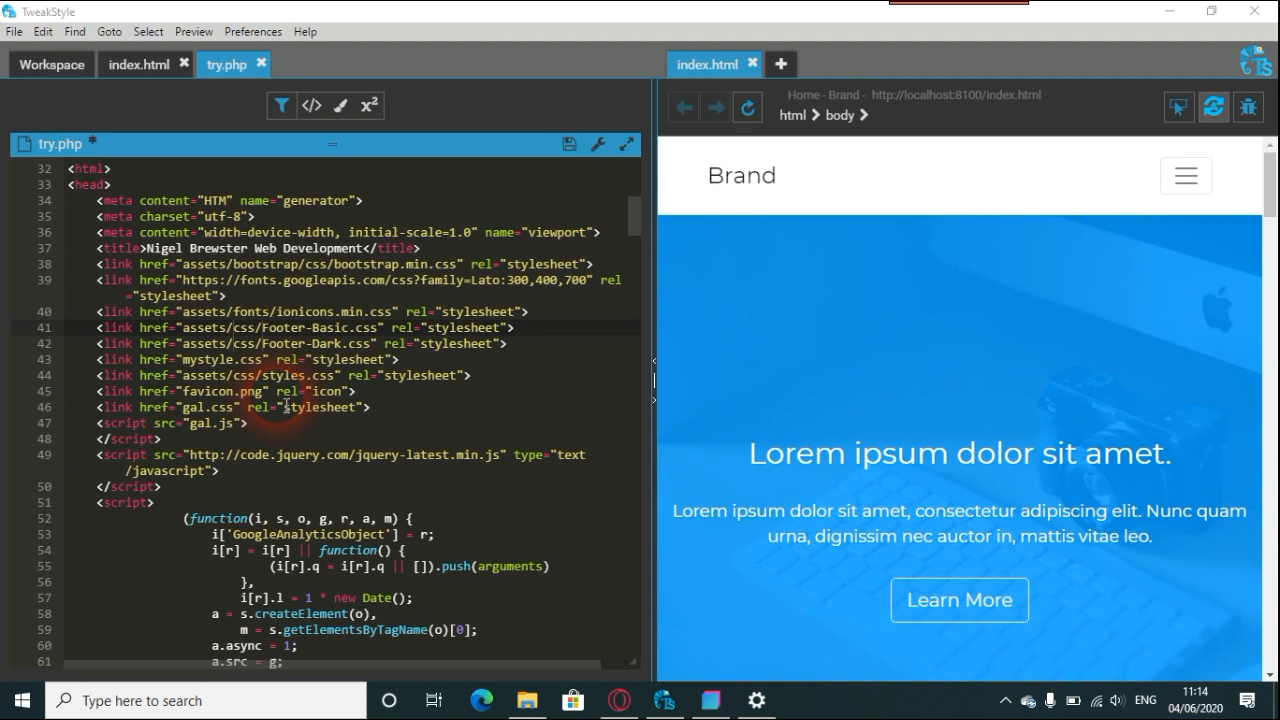 TweakStyle
File Edit Find Goto Select Preview Preferences Help
Workspace index.html try.php
index.html
x²
Home - Brand - http://localhost:8100/index.html
html body
try.php *
32 <html>
33 <head>
34 <meta content="HTM" name="generator">
35 <meta charset="utf-8">
36 <meta content="width=device-width, initial-scale=1.0" name="viewport">
37 <title>Nigel Brewster Web Development</title>
38 <link href="assets/bootstrap/css/bootstrap.min.css" rel="stylesheet">
39 <link href="https://fonts.googleapis.com/css?family=Lato:300,400,700" rel
="stylesheet">
40 <link href="assets/fonts/ionicons.min.css" rel="stylesheet">
41 <link href="assets/css/Footer-Basic.css" rel="stylesheet">
42 <link href="assets/css/Footer-Dark.css" rel="stylesheet">
43 <link href="mystyle.css" rel="stylesheet">
44 <link href="assets/css/styles.css" rel="stylesheet">
45 <link href="favicon.png" rel="icon">
46 <link href="gal.css" rel="stylesheet">
47 <script src="gal.js">
48 </script>
49 <script src="http://code.jquery.com/jquery-latest.min.js" type="text
/javascript">
50 </script>
51 <script>
52 (function(i, s, o, g, r, a, m) {
53 i['GoogleAnalyticsObject'] = r;
54 i[r] = i[r] || function() {
55 (i[r].q = i[r].q || []).push(arguments)
56 },
57 i[r].l = 1 * new Date();
58 a = s.createElement(o),
59 m = s.getElementsByTagName(o)[0];
60 a.async = 1;
61 a.src = g;
Brand
Lorem ipsum dolor sit amet.
Lorem ipsum dolor sit amet, consectetur adipiscing elit. Nunc quam
urna, dignissim nec auctor in, mattis vitae leo.
Learn More
Type here to search
ENG
11:14
04/06/2020